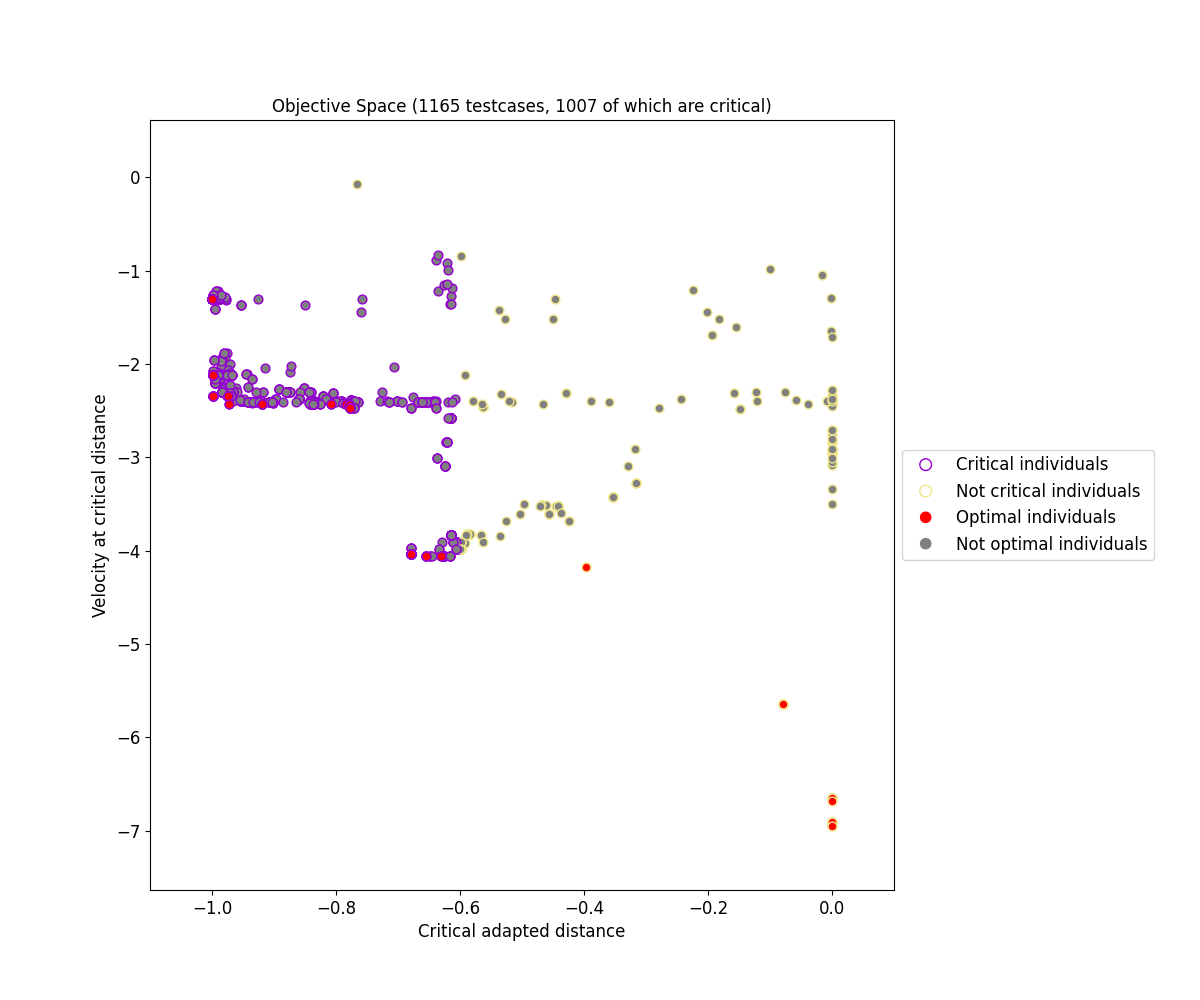 Objective Space (1165 testcases, 1007 of which are critical)
0
−1
−2
−3
−4
−5
−6
−7
Velocity at critical distance
−1.0
−0.8
−0.6
−0.4
−0.2
0.0
Critical adapted distance
Critical individuals
Not critical individuals
Optimal individuals
Not optimal individuals